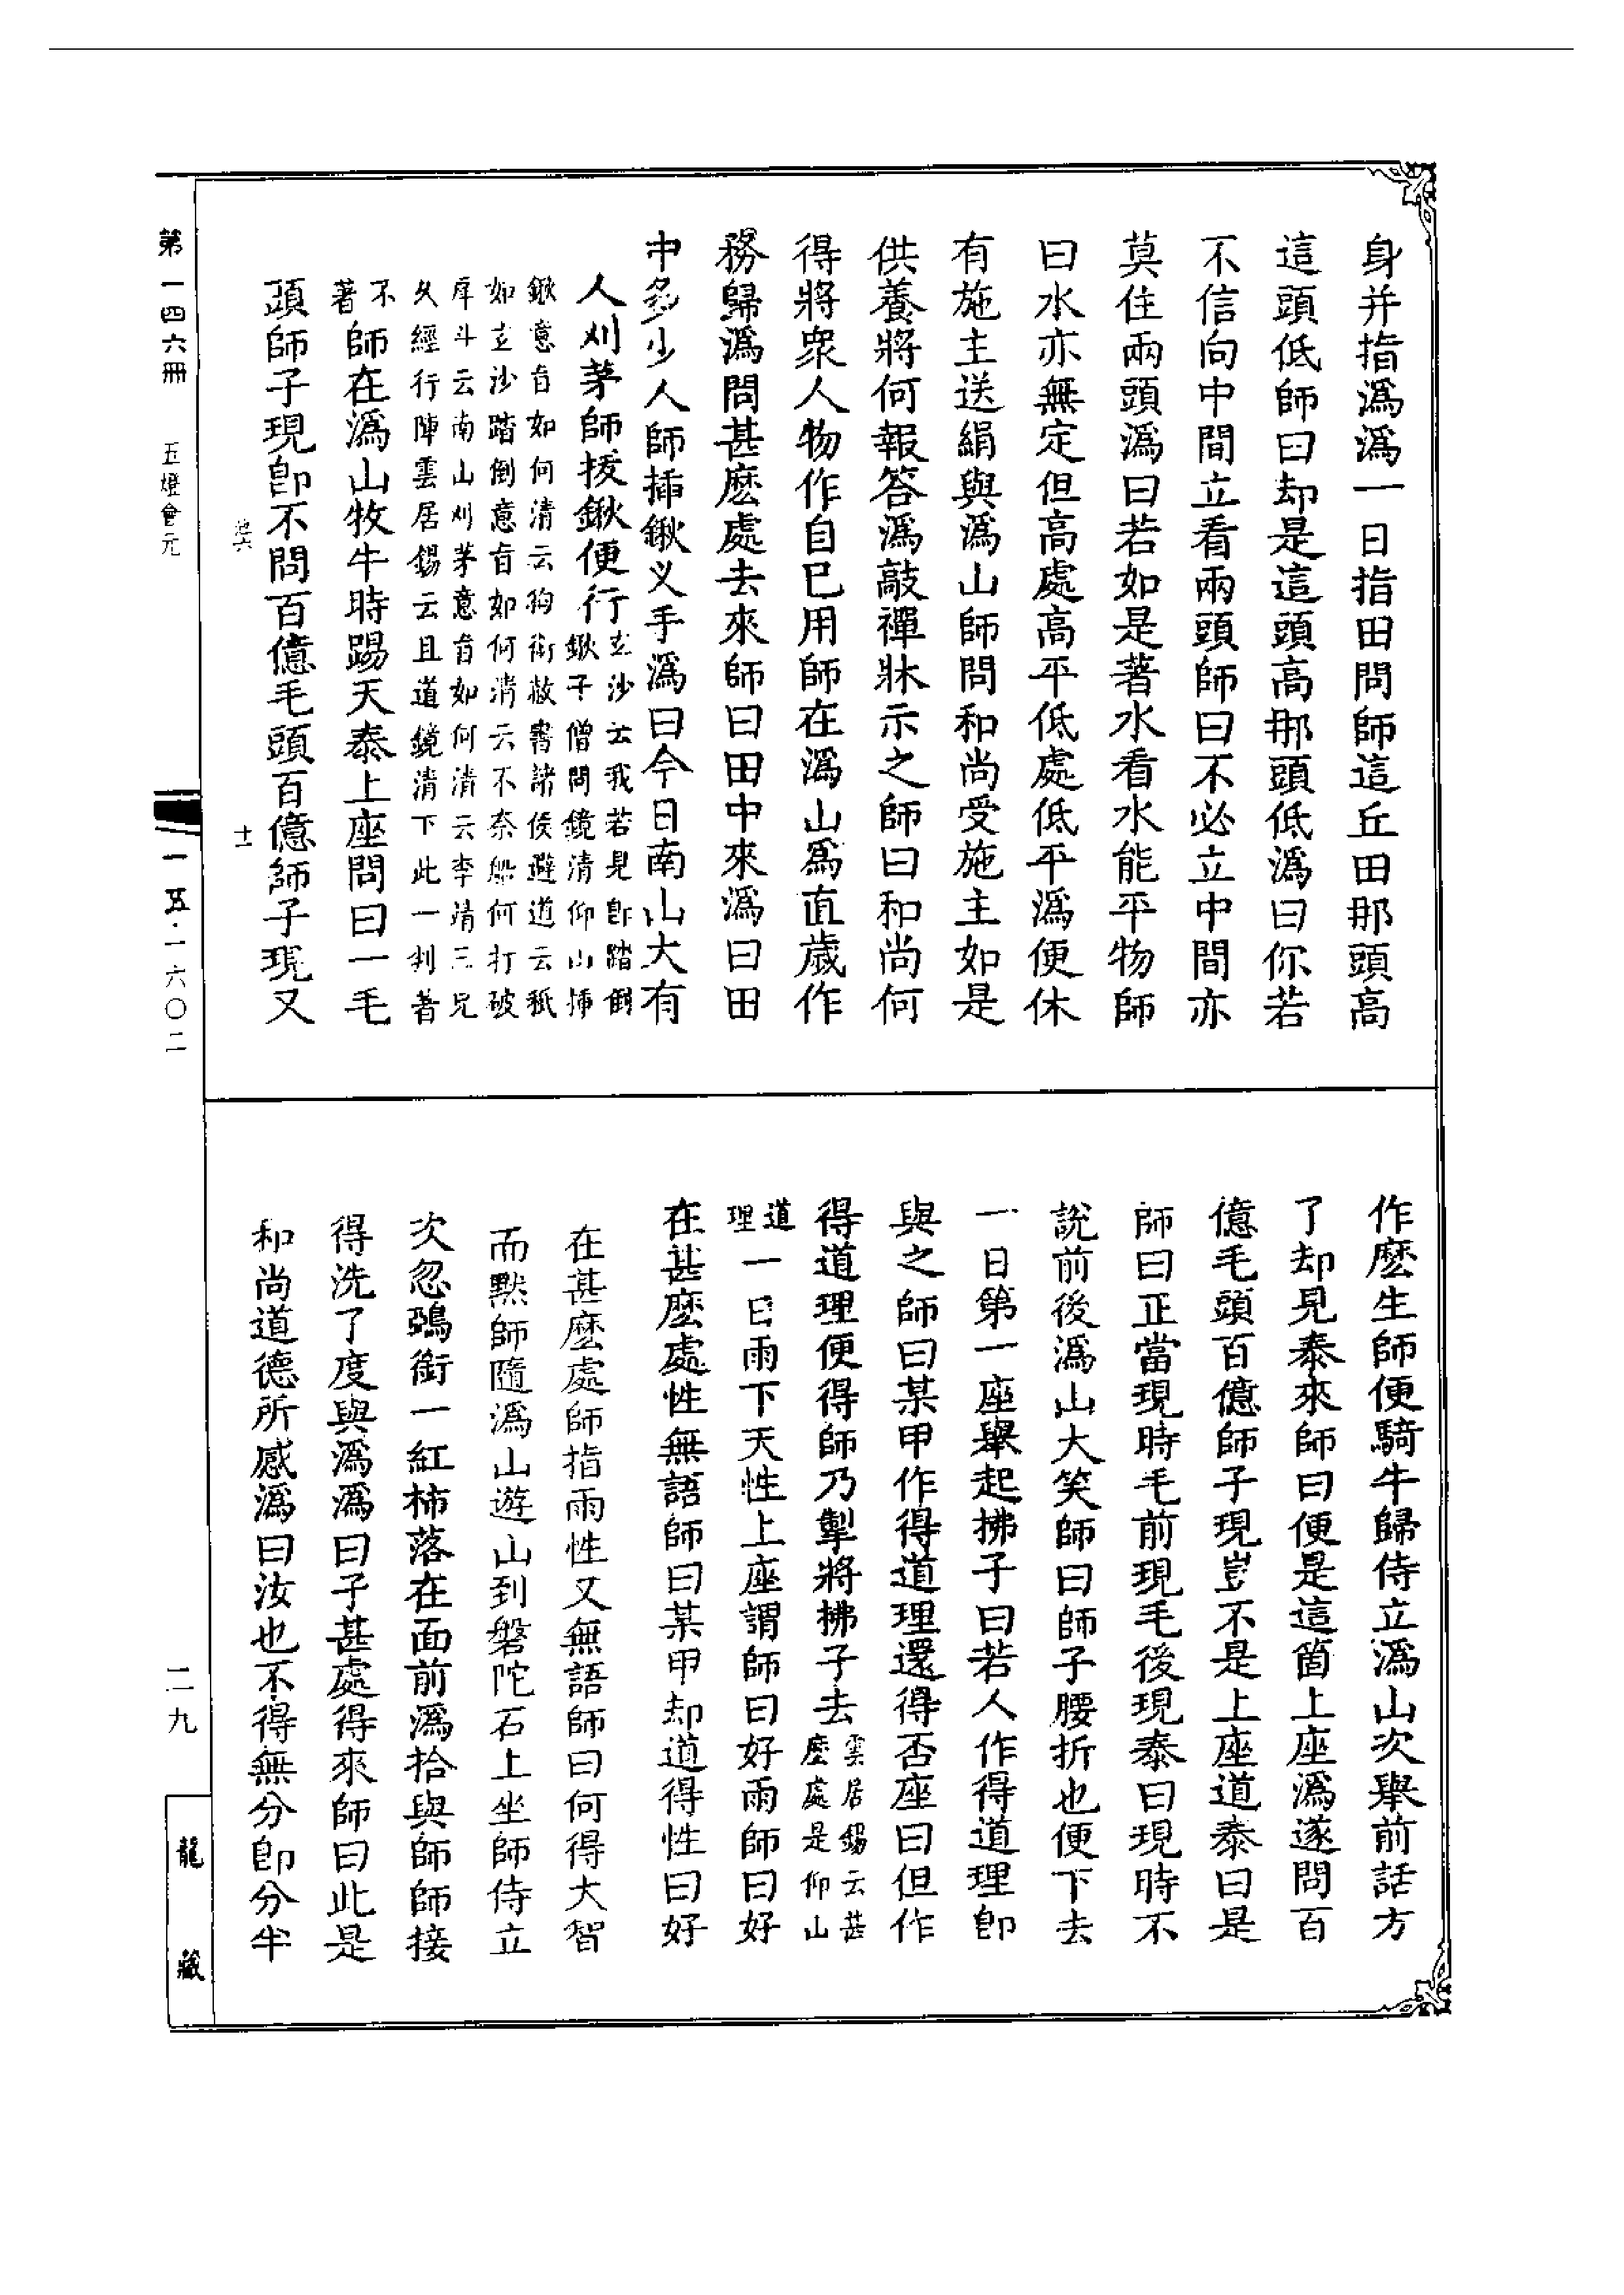 身并指溈溈一日指田問師這丘田那頭高
這頭低師曰却是這頭高那頭低溈曰你若
不信向中間立看兩頭師曰不必立中間亦
莫住兩頭溈曰若如是著水看水能平物師
曰水亦無定但高處高平低處低平溈便休
有施主送絹與溈山師問和尚受施主如是
供養將何報答溈敲禪牀示之師曰和尚何
得將衆人物作自已用師在溈山爲直歲作
務歸溈問甚麽處去來師曰田中來溈曰田
中多少人師插鍬义手溈曰今日南山大有
人刈茅師拔鍬便行玄沙云我若見卽踏倒
鍬子僧問鏡清仰山插
鍬意旨如何清云狗銜赦書諸侯避道云秖
如玄沙踏倒意旨如何清云不奈船何打破
戽斗云南山刈茅意旨如何清云李靖三兄
久經行陣雲居錫云且道鏡清下此一判著
不
著師在溈山牧牛時踢天泰上座問曰一毛
頭師子現卽不問百億毛頭百億師子現又
作麽生師便騎牛歸侍立溈山次舉前話方
了却見泰來師曰便是這箇上座溈遂問百
億毛頭百億師子現豈不是上座道泰曰是
師曰正當現時毛前現毛後現泰曰現時不
說前後溈山大笑師曰師子腰折也便下去
一日第一座舉起拂子曰若人作得道理卽
與之師曰某甲作得道理還得否座曰但作
得道理便得師乃掣將拂子去雲居錫云甚
麽處是仰山
道
理一日雨下天性上座謂師曰好雨師曰好
在甚麽處性無語師曰某甲却道得性曰好
在甚麽處師指雨性又無語師曰何得大智
而默師隨溈山遊山到磐陀石上坐師侍立
次忽鵶銜一紅柿落在面前溈拾與師師接
得洗了度與溈溈曰子甚處得來師曰此是
和尚道德所感溈曰汝也不得無分卽分半
第一四六冊 五燈會元
十一
一五·一六〇二
二九
龍藏